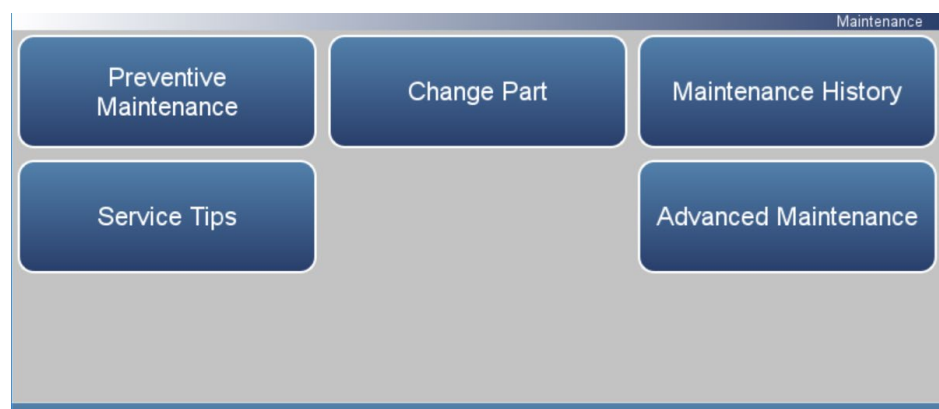 Maintenance
Preventive
Maintenance
Change Part
Maintenance History
Service Tips
Advanced Maintenance